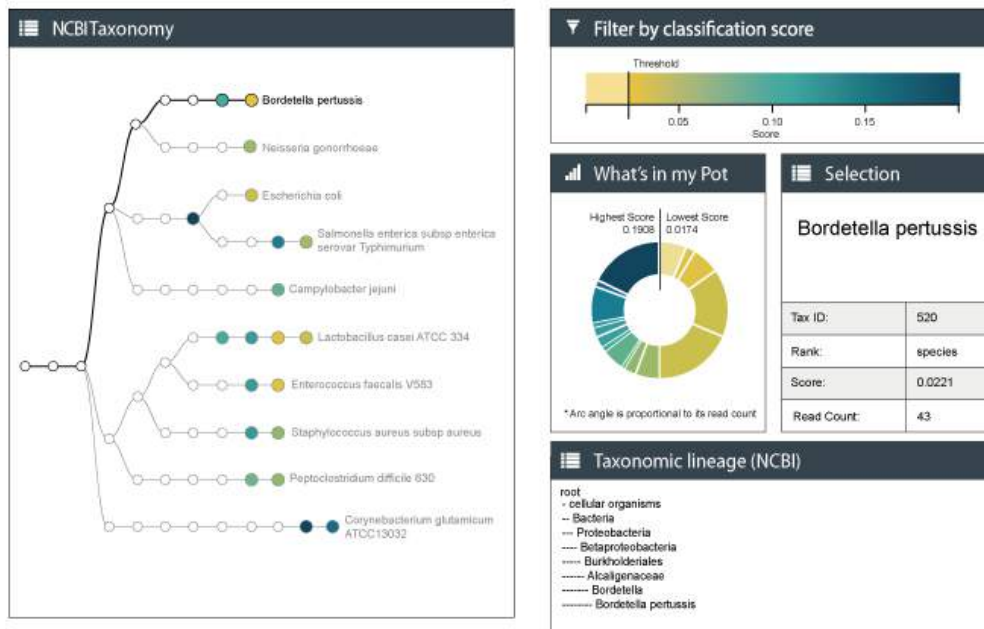 NCBITaxonomy
Bordetella pertussis
Neisseria gonorrhoeae
Escherichia coli
Salmonella enterica subsp enterica
serovar Typhimurium
Campylobacter jejuni
Lactobacillus casei ATCC 334
Enterococcus faecalis V583
Staphylococcus aureus subsp aureus
Peptoclostridium difficile 630
Corynebacterium glutamicum
ATCC13032
Filter by classification score
Threshold
0.05 0.10 0.15
Score
What's in my Pot
Highest Score Lowest Score
0.1908 0.0174
*Arc angle is proportional to its read count
Selection
Bordetella pertussis
Tax ID: 520
Rank: species
Score: 0.0221
Read Count: 43
Taxonomic lineage (NCBI)
root
- cellular organisms
-- Bacteria
--- Proteobacteria
---- Betaproteobacteria
----- Burkholderiales
------ Alcaligenaceae
------- Bordetella
-------- Bordetella pertussis